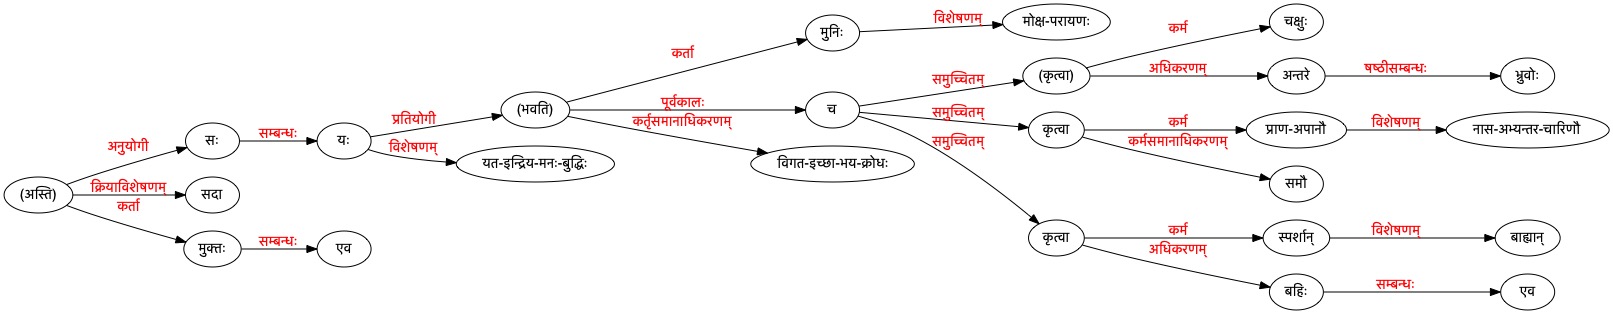 (अस्ति)
अनुयोगी
सः
सम्बन्धः
यः
प्रतियोगी
(भवति)
कर्ता
मुनिः
विशेषणम्
मोक्ष-परायणः
पूर्वकालः
च
समुच्चितम्
(कृत्वा)
कर्म
चक्षुः
अधिकरणम्
अन्तरे
षष्ठीसम्बन्धः
भ्रुवोः
समुच्चितम्
कृत्वा
कर्म
प्राण-अपानौ
विशेषणम्
नास-अभ्यन्तर-चारिणौ
कर्मसमानाधिकरणम्
समौ
समुच्चितम्
कृत्वा
कर्म
स्पर्शान्
विशेषणम्
बाह्यान्
अधिकरणम्
बहिः
सम्बन्धः
एव
कर्तृसमानाधिकरणम्
विगत-इच्छा-भय-क्रोधः
विशेषणम्
यत-इन्द्रिय-मनः-बुद्धिः
क्रियाविशेषणम्
सदा
कर्ता
मुक्तः
सम्बन्धः
एव